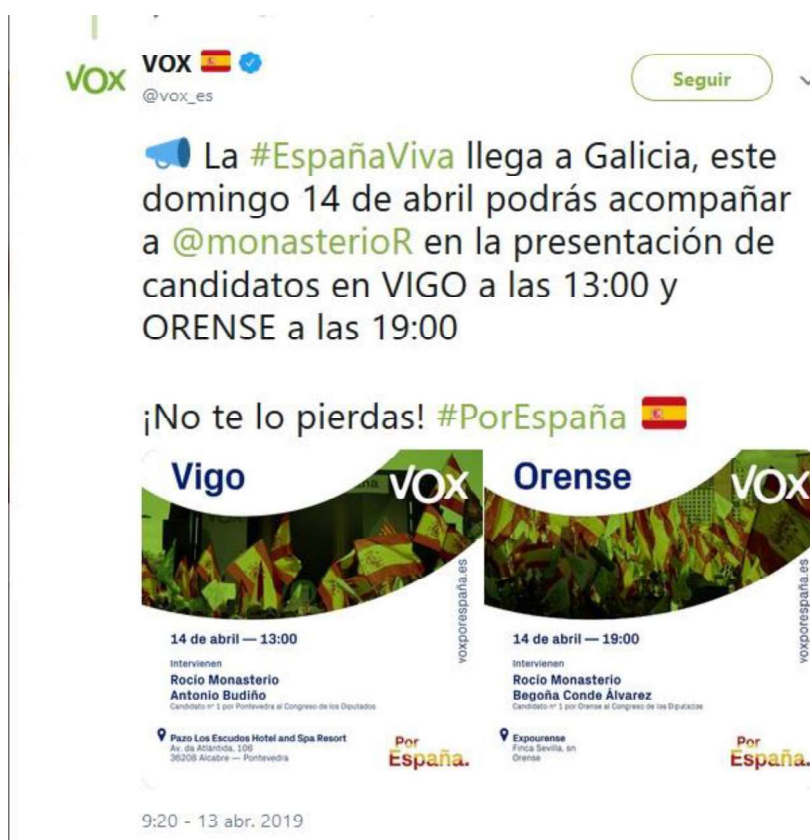 VOX
VOX
@vox_es
Seguir
La #EspañaViva llega a Galicia, este
domingo 14 de abril podrás acompañar
a @monasterioR en la presentación de
candidatos en VIGO a las 13:00 y
ORENSE a las 19:00
¡No te lo pierdas! #PorEspaña
Vigo
VOX
voxporespaña.es
14 de abril — 13:00
Intervienen
Rocío Monasterio
Antonio Budiño
Candidato nº 1 por Pontevedra al Congreso de los Diputados
Pazo Los Escudos Hotel and Spa Resort
Av. da Atlántida, 106
36208 Alcabre — Pontevedra
Por
España.
Orense
VOX
voxporespaña.es
14 de abril — 19:00
Intervienen
Rocío Monasterio
Begoña Conde Álvarez
Candidato nº 1 por Orense al Congreso de los Diputados
Expourense
Finca Sevilla, sn
Orense
Por
España.
9:20 - 13 abr. 2019